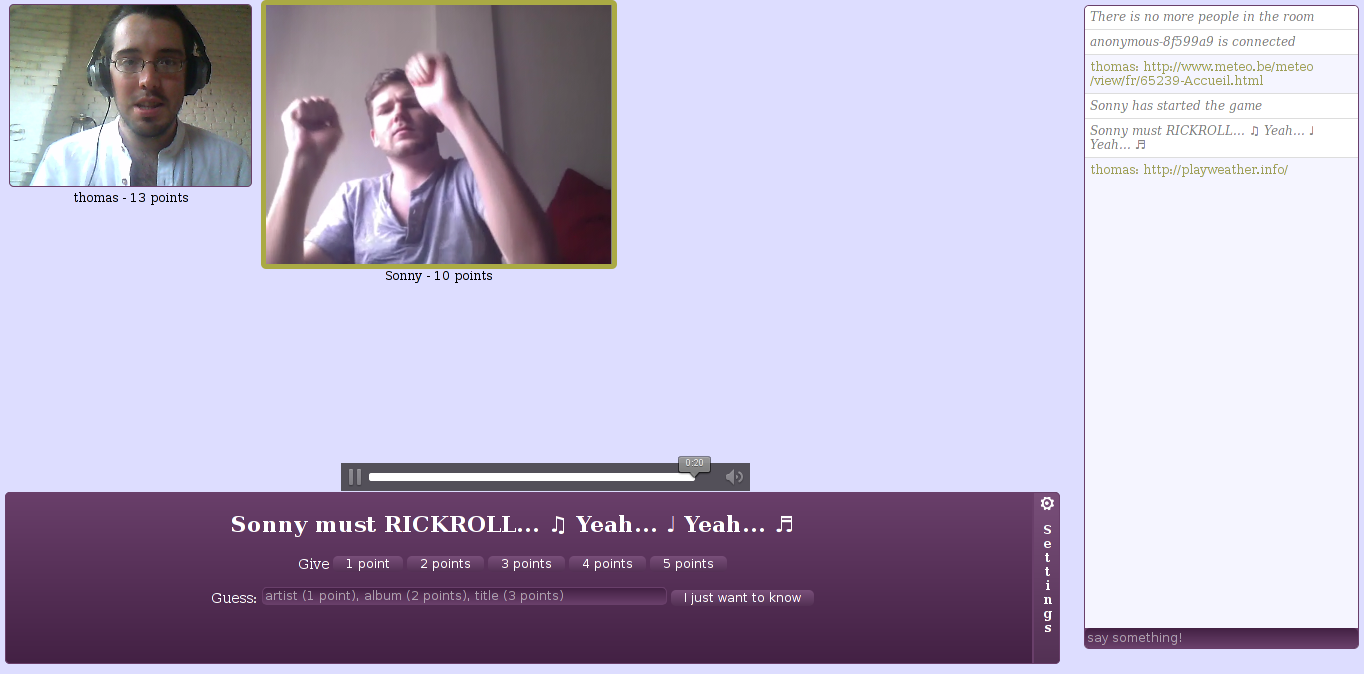 thomas - 13 points
Sonny - 10 points
There is no more people in the room
anonymous-8f599a9 is connected
thomas: http://www.meteo.be/meteo
/view/fr/65239-Accueil.html
Sonny has started the game
Sonny must RICKROLL... ♫ Yeah... ♩
Yeah... ♬
thomas: http://playweather.info/
say something!
0:20
Sonny must RICKROLL... ♫ Yeah... ♩ Yeah... ♬
Give 1 point 2 points 3 points 4 points 5 points
Guess: artist (1 point), album (2 points), title (3 points) I just want to know
Settings